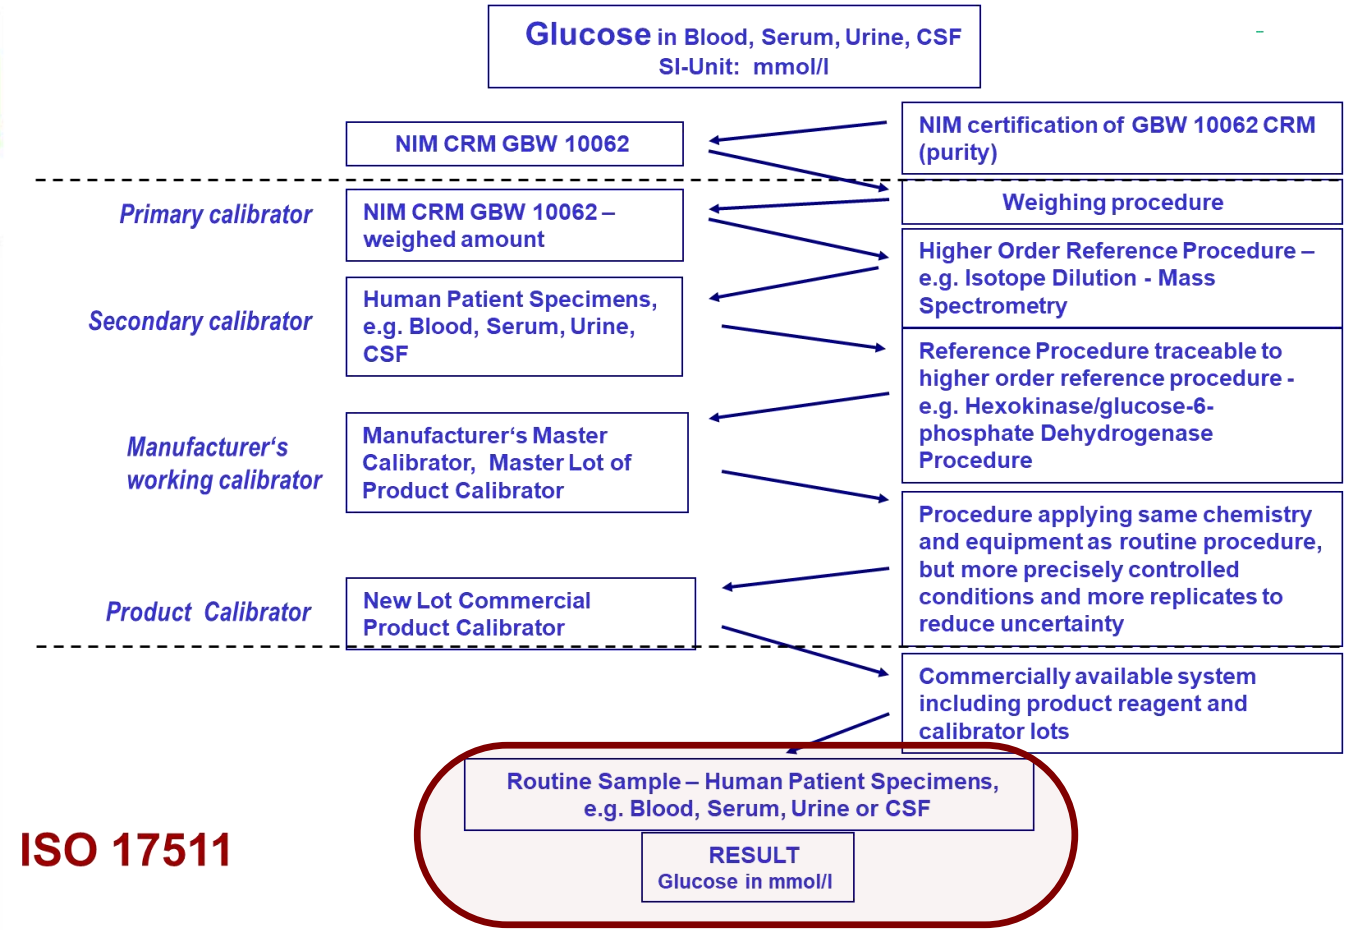 Glucose in Blood, Serum, Urine, CSF
SI-Unit: mmol/l
NIM CRM GBW 10062
NIM certification of GBW 10062 CRM
(purity)
Primary calibrator
NIM CRM GBW 10062 –
weighed amount
Weighing procedure
Higher Order Reference Procedure –
e.g. Isotope Dilution - Mass
Spectrometry
Secondary calibrator
Human Patient Specimens,
e.g. Blood, Serum, Urine,
CSF
Reference Procedure traceable to
higher order reference procedure -
e.g. Hexokinase/glucose-6-
phosphate Dehydrogenase
Procedure
Manufacturer‘s
working calibrator
Manufacturer‘s Master
Calibrator, Master Lot of
Product Calibrator
Procedure applying same chemistry
and equipment as routine procedure,
but more precisely controlled
conditions and more replicates to
reduce uncertainty
Product Calibrator
New Lot Commercial
Product Calibrator
Commercially available system
including product reagent and
calibrator lots
Routine Sample – Human Patient Specimens,
e.g. Blood, Serum, Urine or CSF
RESULT
Glucose in mmol/l
ISO 17511